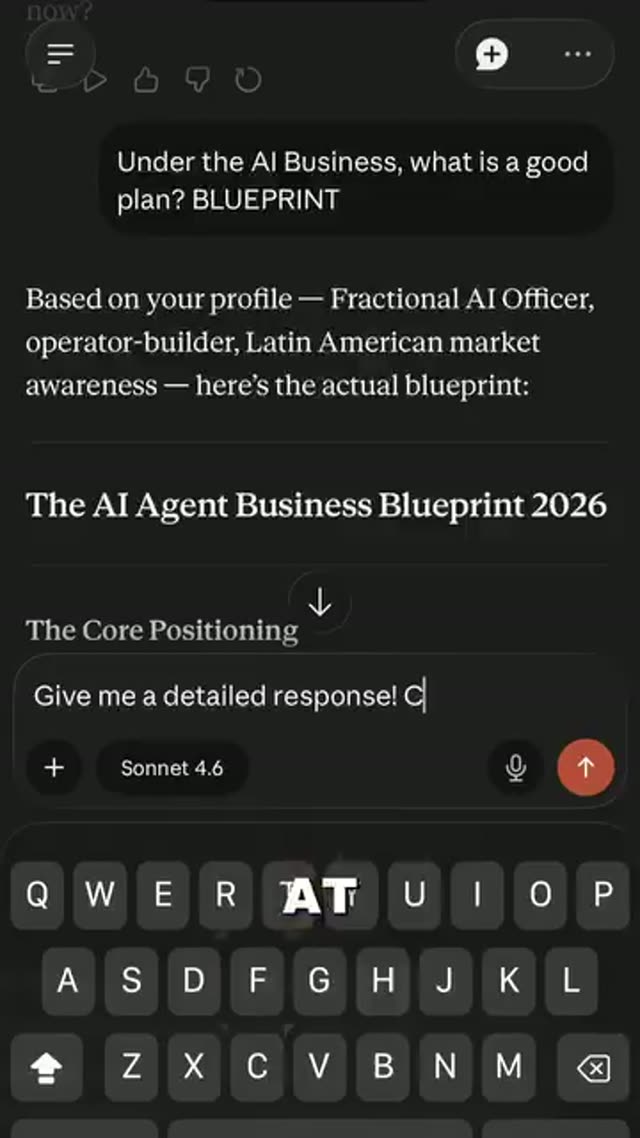 now?
Under the AI Business, what is a good
plan? BLUEPRINT
Based on your profile — Fractional AI Officer,
operator-builder, Latin American market
awareness — here's the actual blueprint:
The AI Agent Business Blueprint 2026
The Core Positioning
Give me a detailed response! C
Sonnet 4.6
Q W E R AT U I O P
A S D F G H J K L
Z X C V B N M